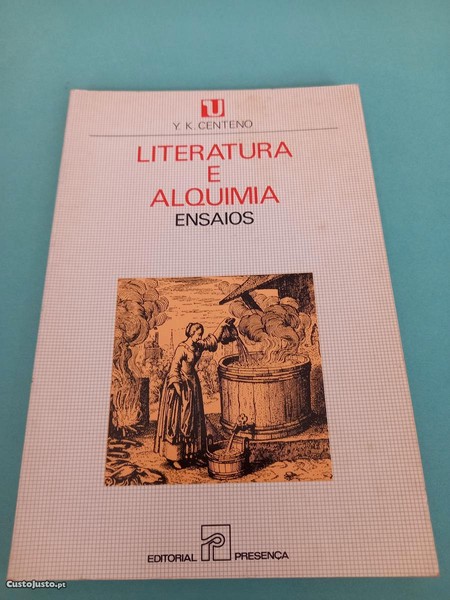 U
Y. K. CENTENO
LITERATURA
E
ALQUIMIA
ENSAIOS
EDITORIAL P PRESENÇA
CustoJusto.pt